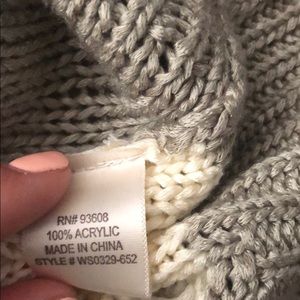 RN# 93608
100% ACRYLIC
MADE IN CHINA
STYLE # WS0329-652